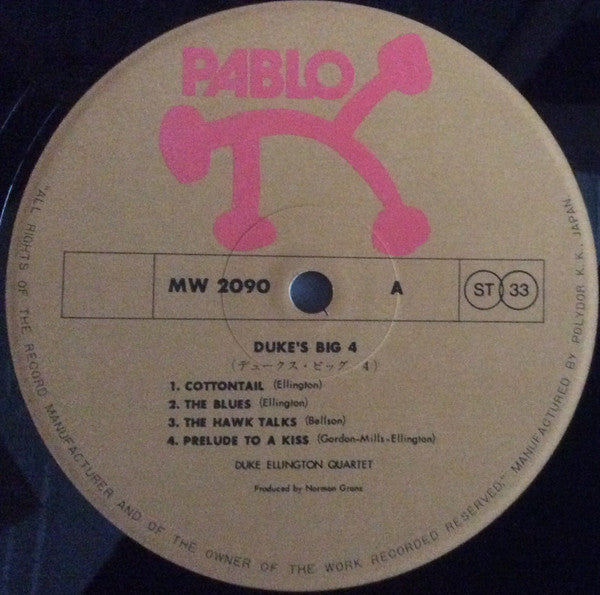 PABLO
MW 2090 A ST 33
DUKE'S BIG 4
(デュークス・ビッグ 4)
1. COTTONTAIL (Ellington)
2. THE BLUES (Ellington)
3. THE HAWK TALKS (Bellson)
4. PRELUDE TO A KISS (Gordon-Mills-Ellington)
DUKE ELLINGTON QUARTET
Produced by Norman Granz
"ALL RIGHTS OF THE RECORD MANUFACTURER AND OF THE OWNER OF THE WORK RECORDED RESERVED," MANUFACTURED BY POLYDOR K. K., JAPAN